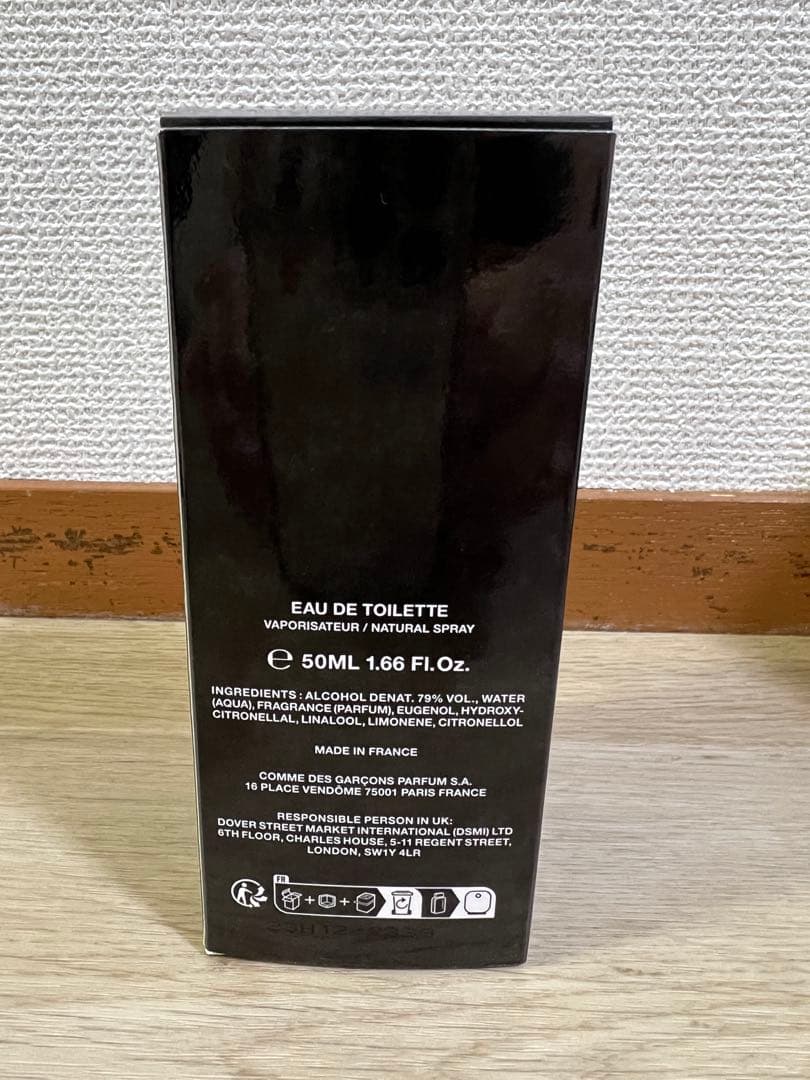 EAU DE TOILETTE
VAPORISATEUR / NATURAL SPRAY
℮ 50ML 1.66 Fl.Oz.
INGREDIENTS : ALCOHOL DENAT. 79% VOL., WATER
(AQUA), FRAGRANCE (PARFUM), EUGENOL, HYDROXY-
CITRONELLAL, LINALOOL, LIMONENE, CITRONELLOL
MADE IN FRANCE
COMME DES GARÇONS PARFUM S.A.
16 PLACE VENDÔME 75001 PARIS FRANCE
RESPONSIBLE PERSON IN UK:
DOVER STREET MARKET INTERNATIONAL (DSMI) LTD
6TH FLOOR, CHARLES HOUSE, 5-11 REGENT STREET,
LONDON, SW1Y 4LR
FR